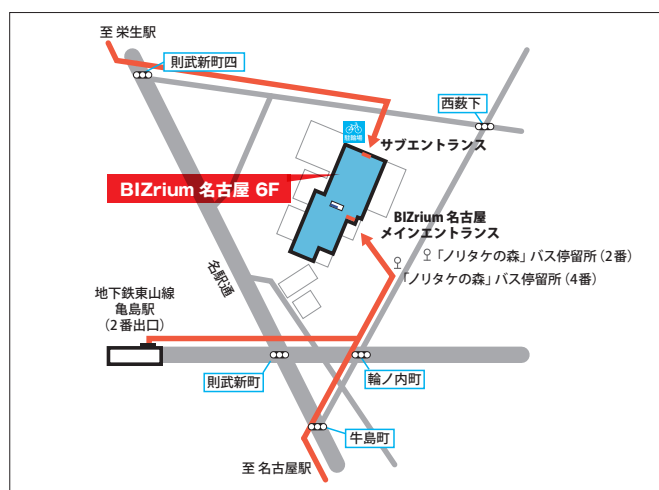 至 栄生駅
則武新町四
西薮下
駐輪場
サブエントランス
BIZrium 名古屋 6F
BIZrium 名古屋
メインエントランス
「ノリタケの森」バス停留所（2番）
「ノリタケの森」バス停留所（4番）
名駅通
地下鉄東山線
亀島駅
（2番出口）
則武新町
輪ノ内町
牛島町
至 名古屋駅